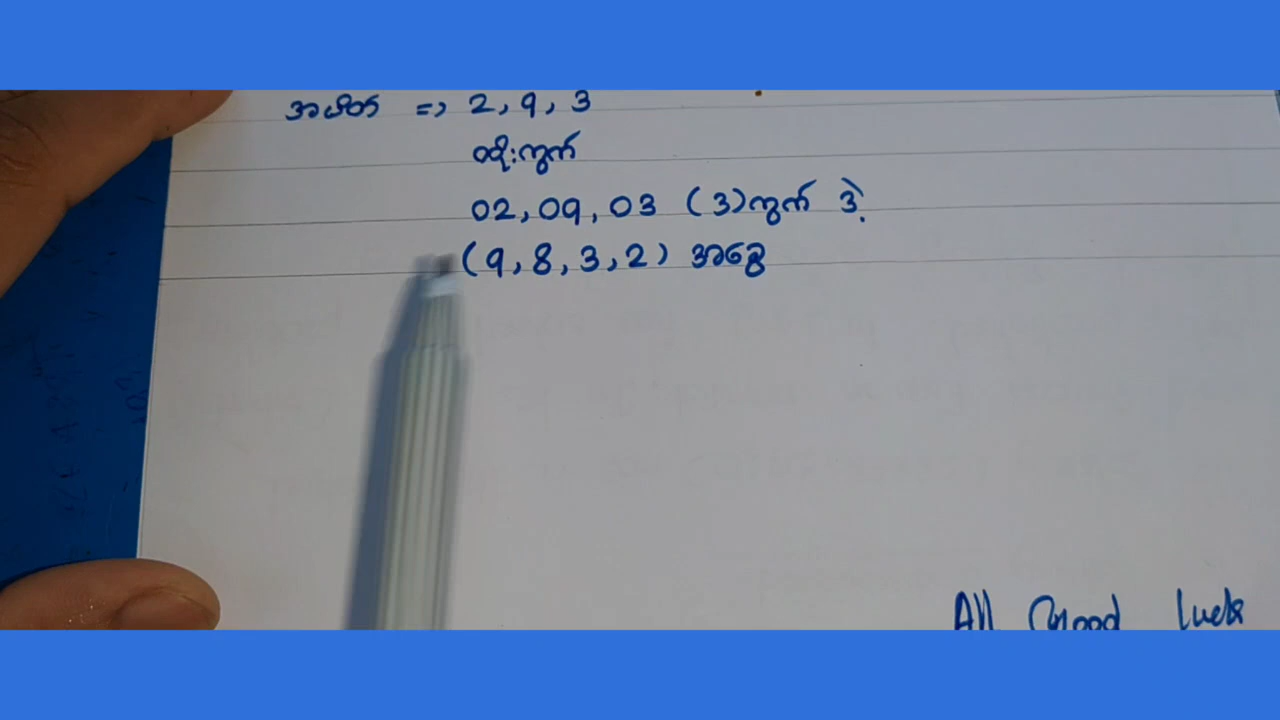 အပိတ် => 2, 9, 3
ထိုးကွက်
02, 09, 03 (3) ကွက် ဒဲ့
(9, 8, 3, 2) အခွေ
All Good luck